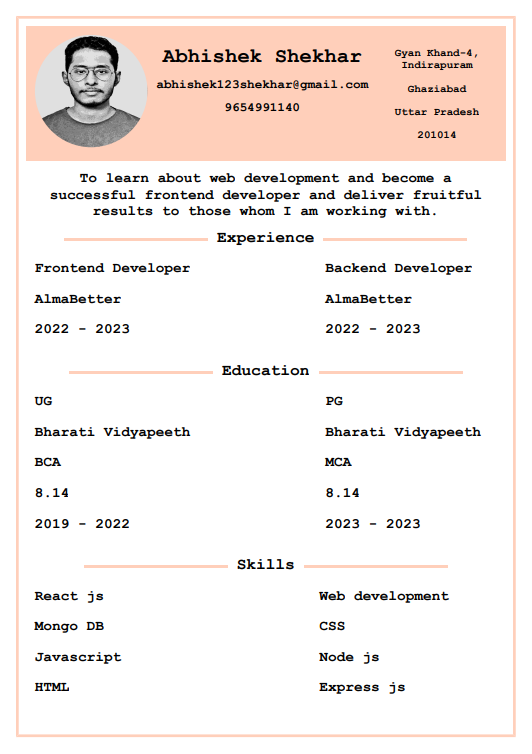 Abhishek Shekhar
abhishek123shekhar@gmail.com
9654991140
Gyan Khand-4,
Indirapuram
Ghaziabad
Uttar Pradesh
201014
To learn about web development and become a
successful frontend developer and deliver fruitful
results to those whom I am working with.
Experience
Frontend Developer
AlmaBetter
2022 - 2023
Backend Developer
AlmaBetter
2022 - 2023
Education
UG
Bharati Vidyapeeth
BCA
8.14
2019 - 2022
PG
Bharati Vidyapeeth
MCA
8.14
2023 - 2023
Skills
React js
Mongo DB
Javascript
HTML
Web development
CSS
Node js
Express js